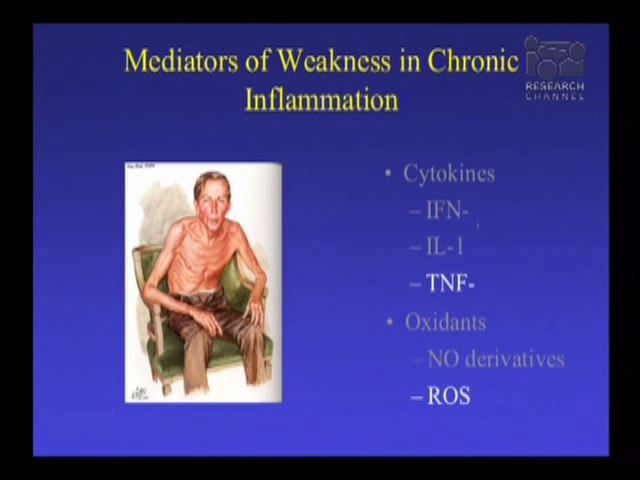 Mediators of Weakness in Chronic
Inflammation
RESEARCH
CHANNEL
• Cytokines
– IFN-
– IL-1
– TNF-
• Oxidants
– NO derivatives
– ROS